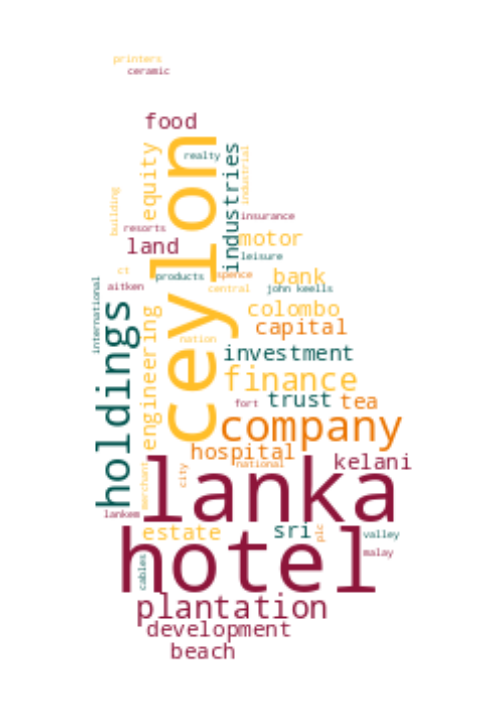 printers
ceramic
food
ceylon
equity
industries
realty
industrial
building
insurance
resorts
land
motor
leisure
ct
products
spence
bank
aitken
central
john keells
international
holdings
engineering
colombo
capital
nation
investment
finance
fort
trust
tea
company
hospital
national
kelani
city
merchant
lanka
lankem
estate
sri
plc
valley
hotel
malay
cables
plantation
development
beach